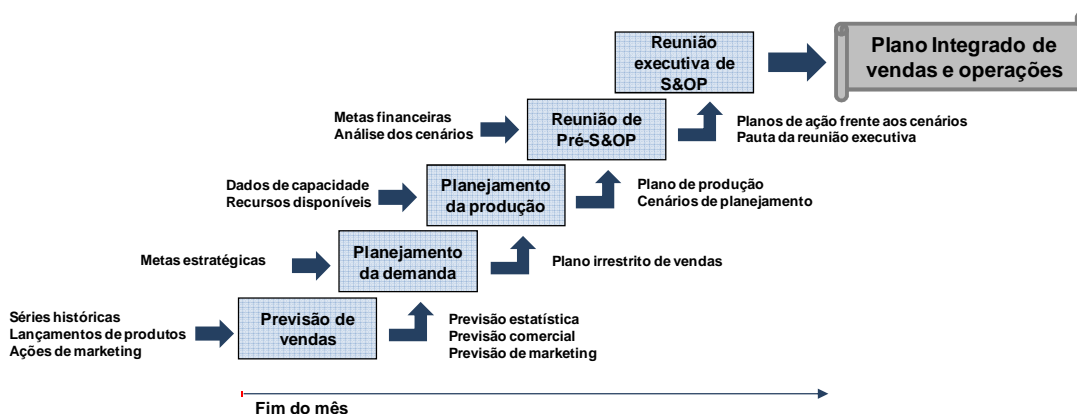 Reunião
executiva de
S&OP
Plano Integrado de
vendas e operações
Metas financeiras
Análise dos cenários
Reunião de
Pré-S&OP
Planos de ação frente aos cenários
Pauta da reunião executiva
Dados de capacidade
Recursos disponíveis
Planejamento
da produção
Plano de produção
Cenários de planejamento
Metas estratégicas
Planejamento
da demanda
Plano irrestrito de vendas
Séries históricas
Lançamentos de produtos
Ações de marketing
Previsão de
vendas
Previsão estatística
Previsão comercial
Previsão de marketing
Fim do mês